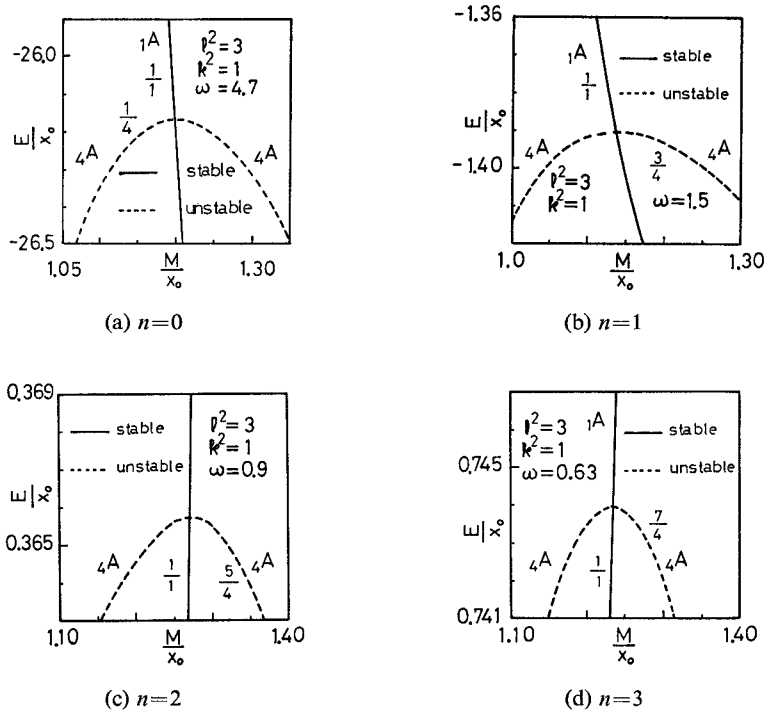 -26,0
E/x₀
-26,5
1A
1/1
1/4
4A
4A
ℓ²=3
k²=1
ω=4.7
stable
unstable
1.05
M/x₀
1.30
(a) n=0
-1.36
E/x₀
-1.40
1A
1/1
stable
unstable
4A
3/4
4A
ℓ²=3
k²=1
ω=1.5
1.0
M/x₀
1.30
(b) n=1
0,369
E/x₀
0.365
stable
unstable
ℓ²=3
k²=1
ω=0.9
4A
1/1
5/4
4A
1.10
M/x₀
1.40
(c) n=2
0,745
E/x₀
0.741
ℓ²=3
k²=1
ω=0.63
1A
stable
unstable
7/4
4A
1/1
4A
1.10
M/x₀
1.40
(d) n=3